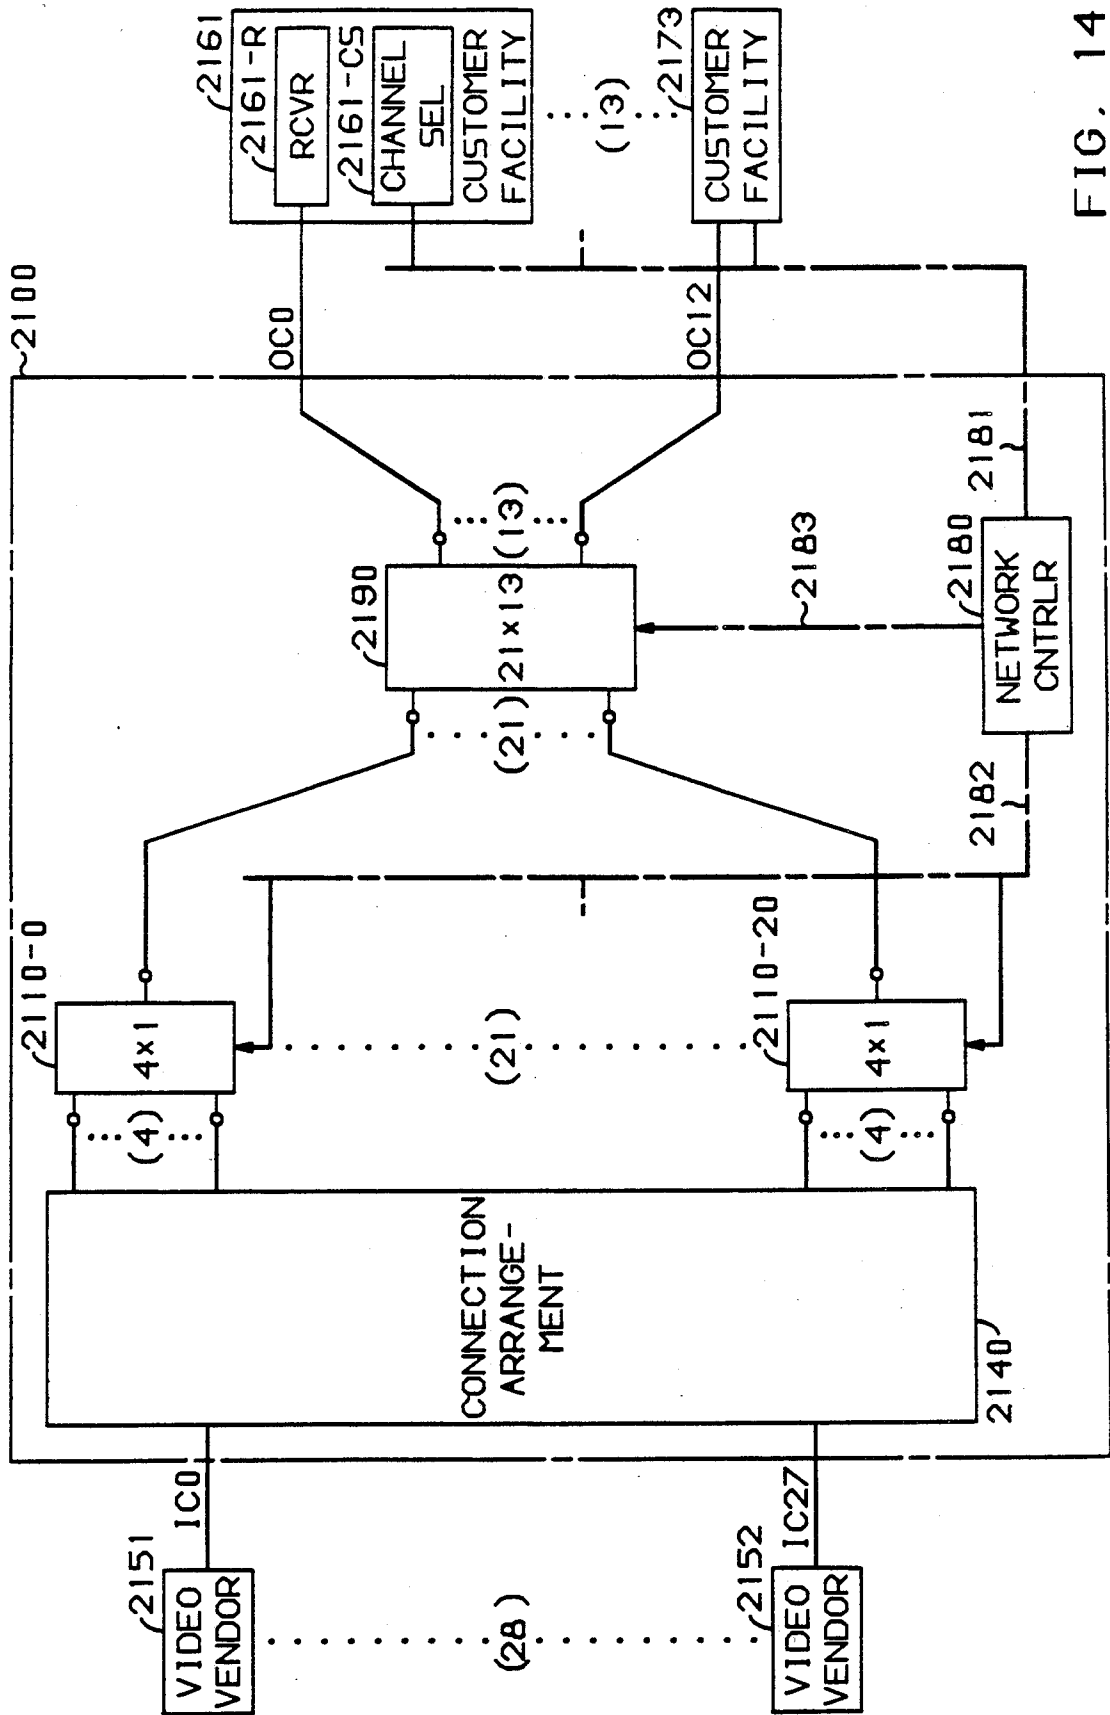 2100
VIDEO
VENDOR
2151
IC0
(28)
VIDEO
VENDOR
2152
IC27
CONNECTION
ARRANGE-
MENT
2140
(4)
4×1
2110-0
(21)
(4)
4×1
2110-20
(21)
2190
21×13
(13)
2182
2183
NETWORK
CNTRLR
2180
2181
OC0
OC12
2161
2161-R
RCVR
2161-CS
CHANNEL
SEL
CUSTOMER
FACILITY
(13)
2173
CUSTOMER
FACILITY
FIG. 14